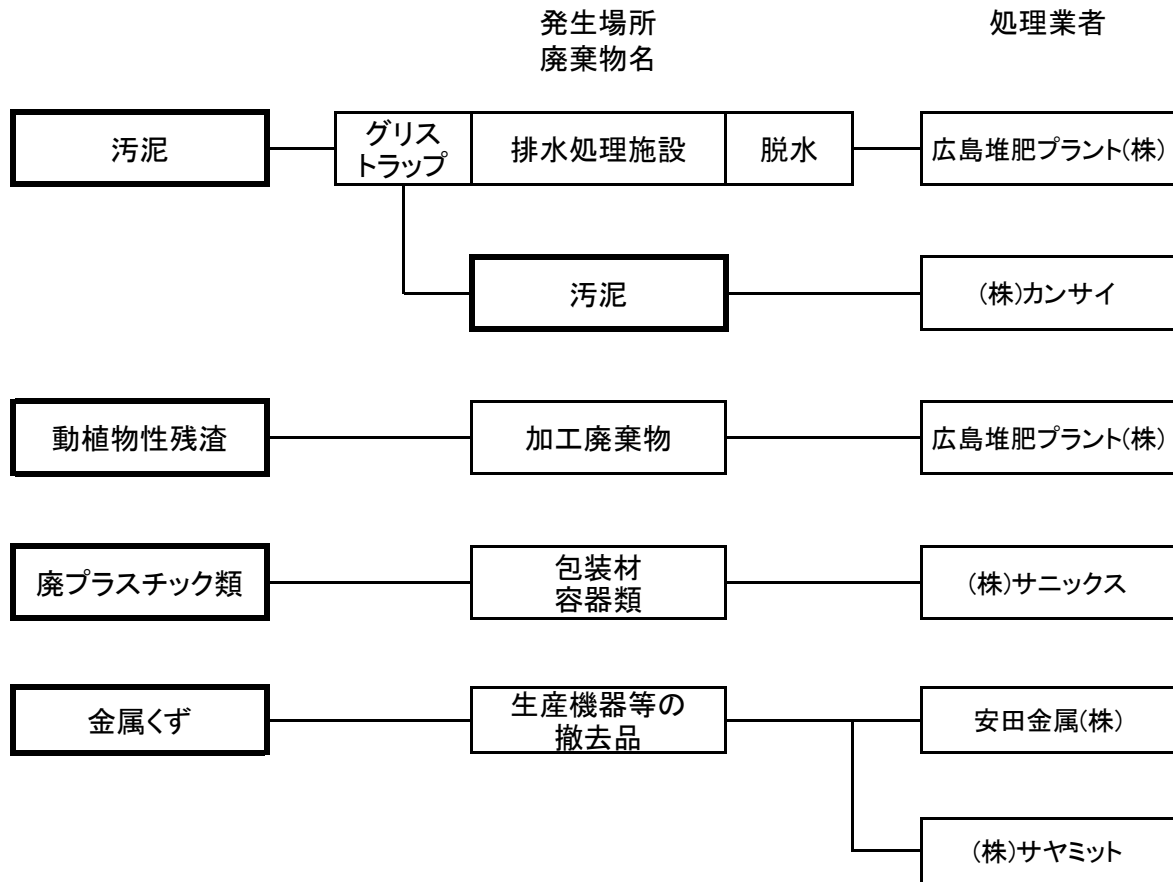 発生場所
廃棄物名
処理業者
汚泥
グリス
トラップ
排水処理施設
脱水
広島堆肥プラント(株)
汚泥
(株)カンサイ
動植物性残渣
加工廃棄物
広島堆肥プラント(株)
廃プラスチック類
包装材
容器類
(株)サニックス
金属くず
生産機器等の
撤去品
安田金属(株)
(株)サヤミット